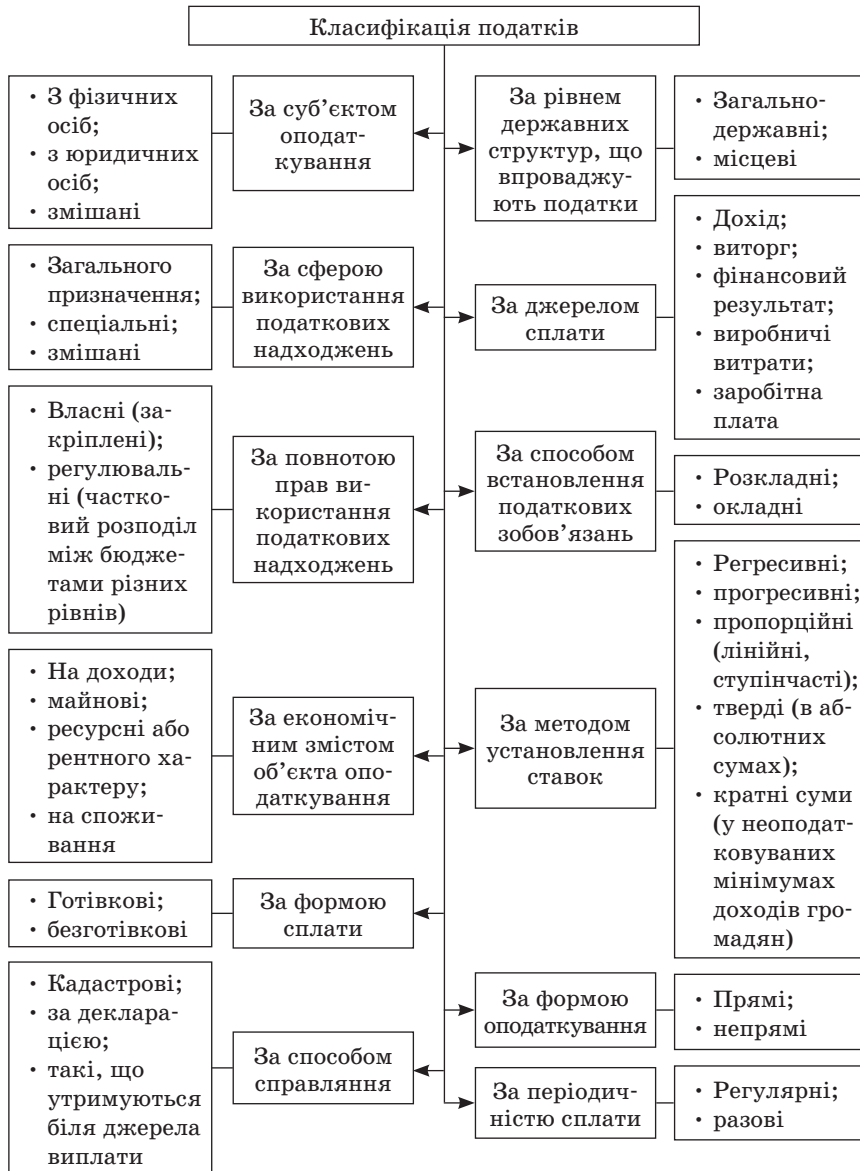 Класифікація податків
· З фізичних
осіб;
· з юридичних
осіб;
· змішані
За суб’єктом
оподат-
кування
За рівнем
державних
структур, що
впроваджу-
ють податки
· Загально-
державні;
· місцеві
· Загального
призначення;
· спеціальні;
· змішані
За сферою
використання
податкових
надходжень
За джерелом
сплати
· Дохід;
· виторг;
· фінансовий
результат;
· виробничі
витрати;
· заробітна
плата
· Власні (за-
кріплені);
· регулюваль-
ні (частко-
вий розподіл
між бюдже-
тами різних
рівнів)
За повнотою
прав ви-
користання
податкових
надходжень
За способом
встановлення
податкових
зобов’язань
· Розкладні;
· окладні
· На доходи;
· майнові;
· ресурсні або
рентного ха-
рактеру;
· на спожи-
вання
За економіч-
ним змістом
об’єкта опо-
даткування
За методом
установлення
ставок
· Регресивні;
· прогресивні;
· пропорційні
(лінійні,
ступінчасті);
· тверді (в аб-
солютних
сумах);
· кратні суми
(у неоподат-
ковуваних
мінімумах
доходів гро-
мадян)
· Готівкові;
· безготівкові
За формою
сплати
За формою
оподаткування
· Прямі;
· непрямі
· Кадастрові;
· за деклара-
цією;
· такі, що
утримуються
біля джерела
виплати
За способом
справляння
За періодич-
ністю сплати
· Регулярні;
· разові